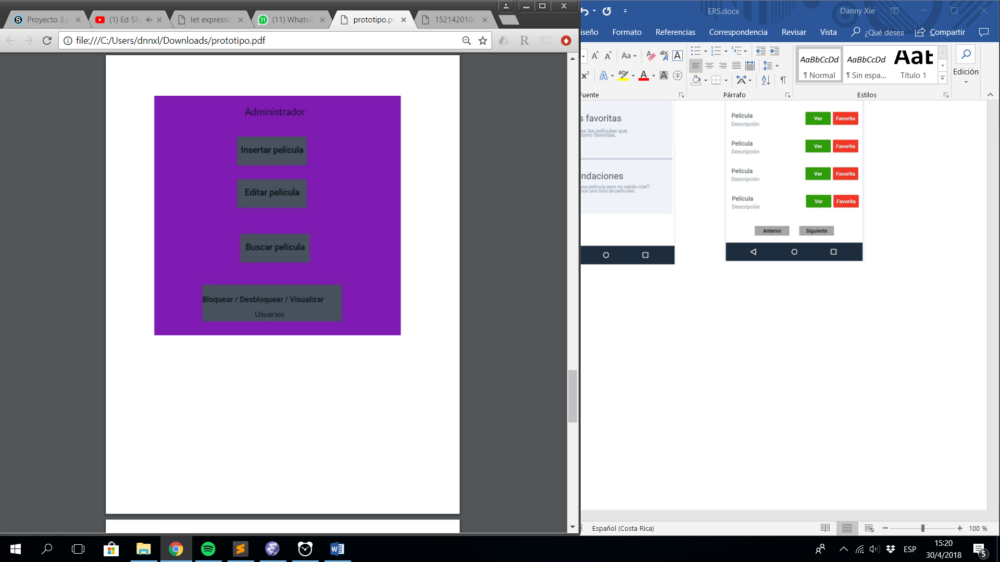 Proyecto 3.p
(1) Ed Sh
let expressi
(11) WhatsA
prototipo.p
1521420100
file:///C:/Users/dnnxl/Downloads/prototipo.pdf
Administrador
Insertar película
Editar película
Buscar película
Bloquear / Desbloquear / Visualizar
Usuarios
ERS.docx
Danny Xie
iseño
Formato
Referencias
Correspondencia
Revisar
Vista
¿Qué desea
Compartir
Fuente
Párrafo
AaBbCcDd
¶ Normal
AaBbCcDd
¶ Sin espa...
Aat
Título 1
Estilos
Edición
s favoritas
as las películas que
como favoritas.
ndaciones
una película pero no sabés cúal?
mos una lista de películas.
Película
Descripción
Ver
Favorita
Película
Descripción
Ver
Favorita
Película
Descripción
Ver
Favorita
Película
Descripción
Ver
Favorita
Anterior
Siguiente
Español (Costa Rica)
100 %
ESP
15:20
30/4/2018
5